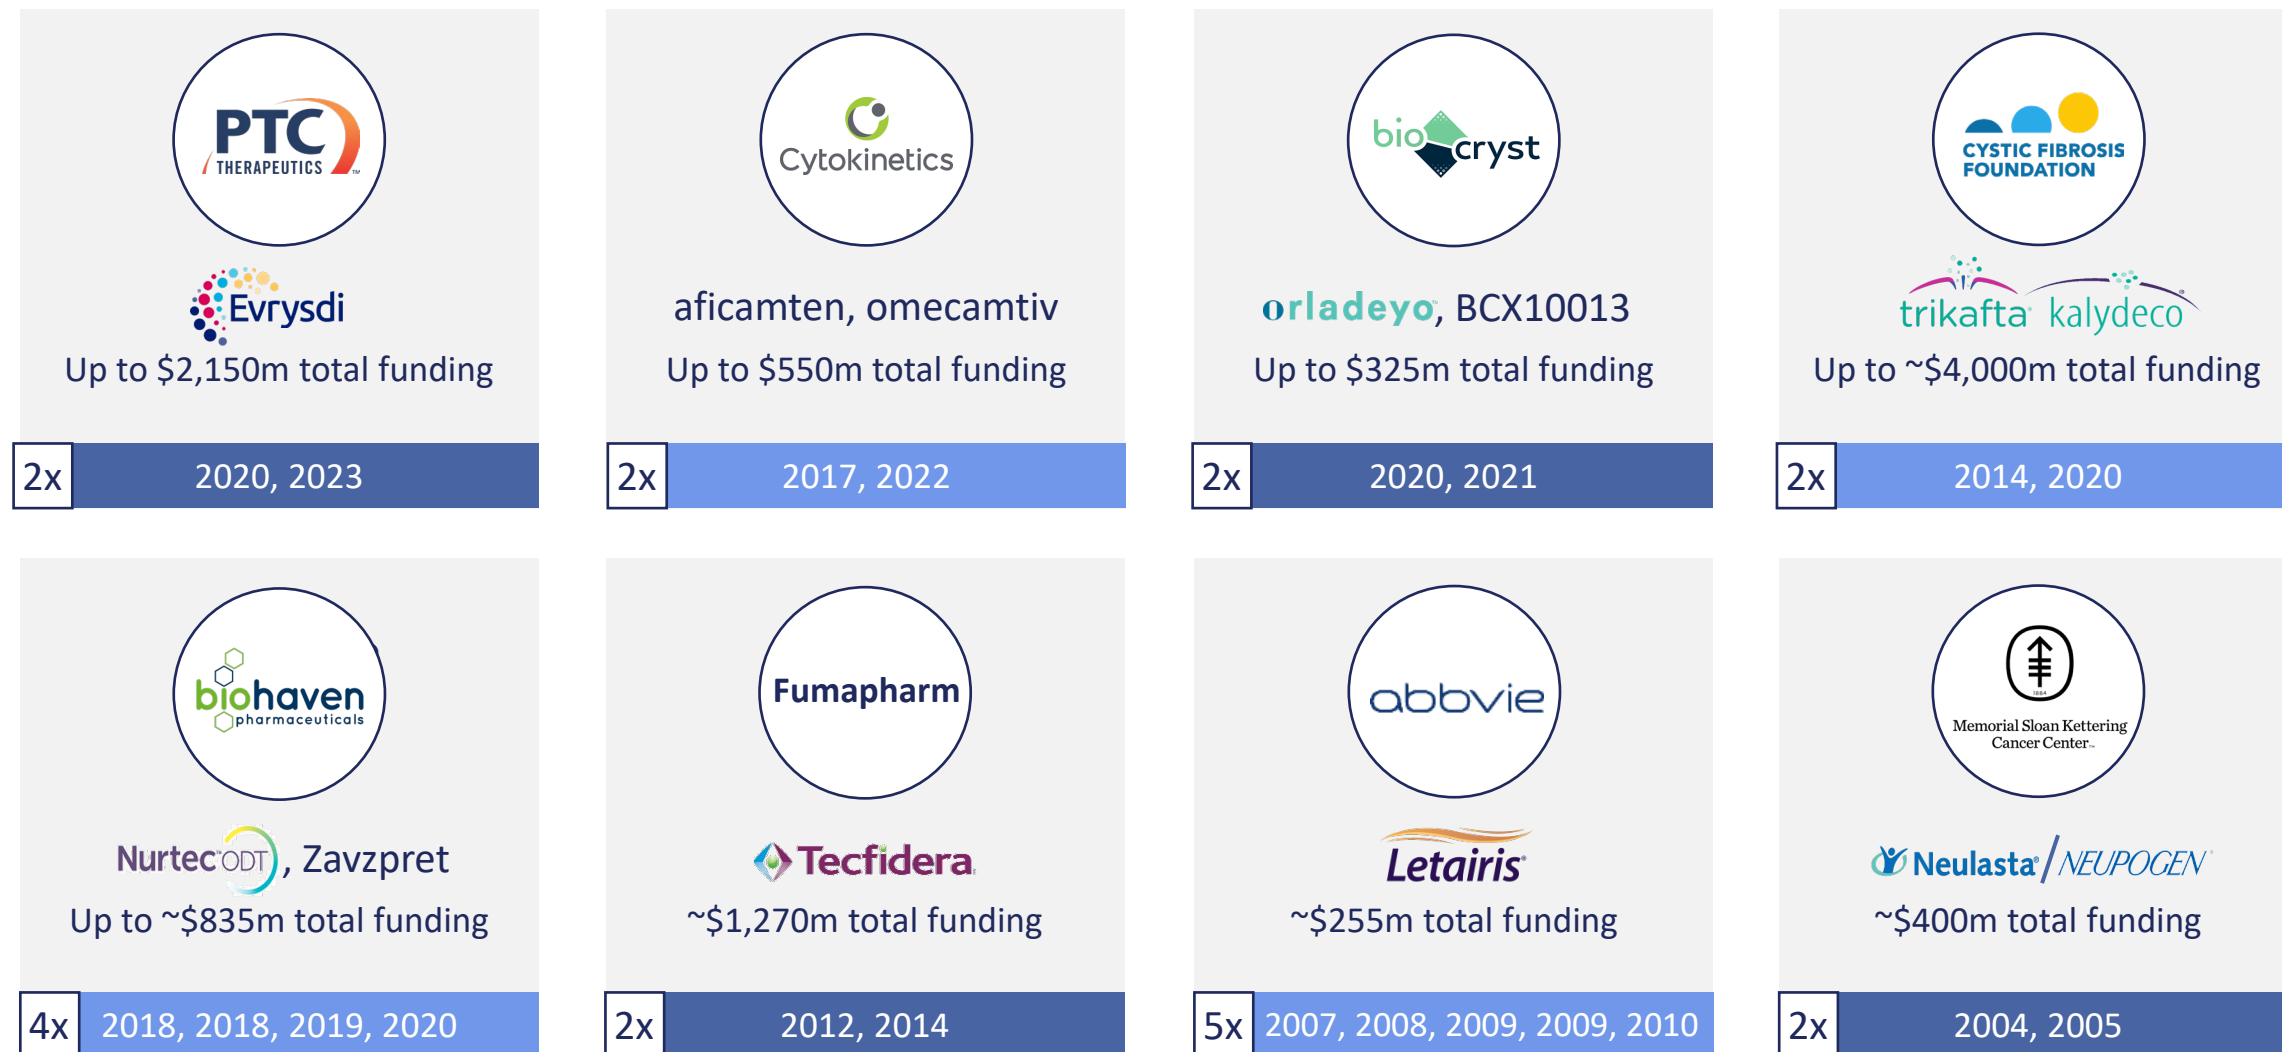 PTC
THERAPEUTICS
TM
Evrysdi
Up to $2,150m total funding
2x
2020, 2023
Cytokinetics
aficamten, omecamtiv
Up to $550m total funding
2x
2017, 2022
bio
cryst
orladeyo, BCX10013
Up to $325m total funding
2x
2020, 2021
CYSTIC FIBROSIS
FOUNDATION
trikafta kalydeco®
Up to ~$4,000m total funding
2x
2014, 2020
biohaven
pharmaceuticals
Nurtec ODT, Zavzpret
Up to ~$835m total funding
4x
2018, 2018, 2019, 2020
Fumapharm
Tecfidera
~$1,270m total funding
2x
2012, 2014
abbvie
Letairis
~$255m total funding
5x
2007, 2008, 2009, 2009, 2010
1884
Memorial Sloan Kettering
Cancer Center
Neulasta®/NEUPOGEN®
~$400m total funding
2x
2004, 2005